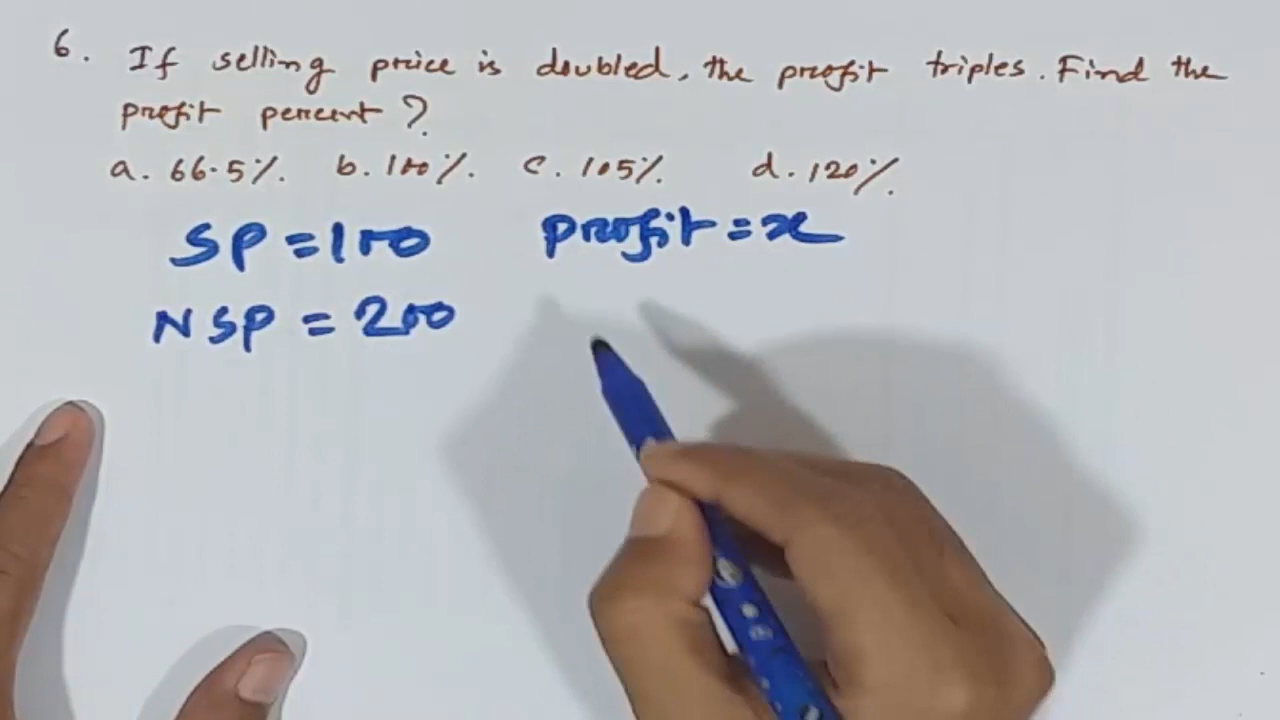 6. If selling price is doubled, the profit triples. Find the
profit percent?
a. 66.5%. b. 100%. c. 105%. d. 120%.
SP = 100 profit = x
NSP = 200